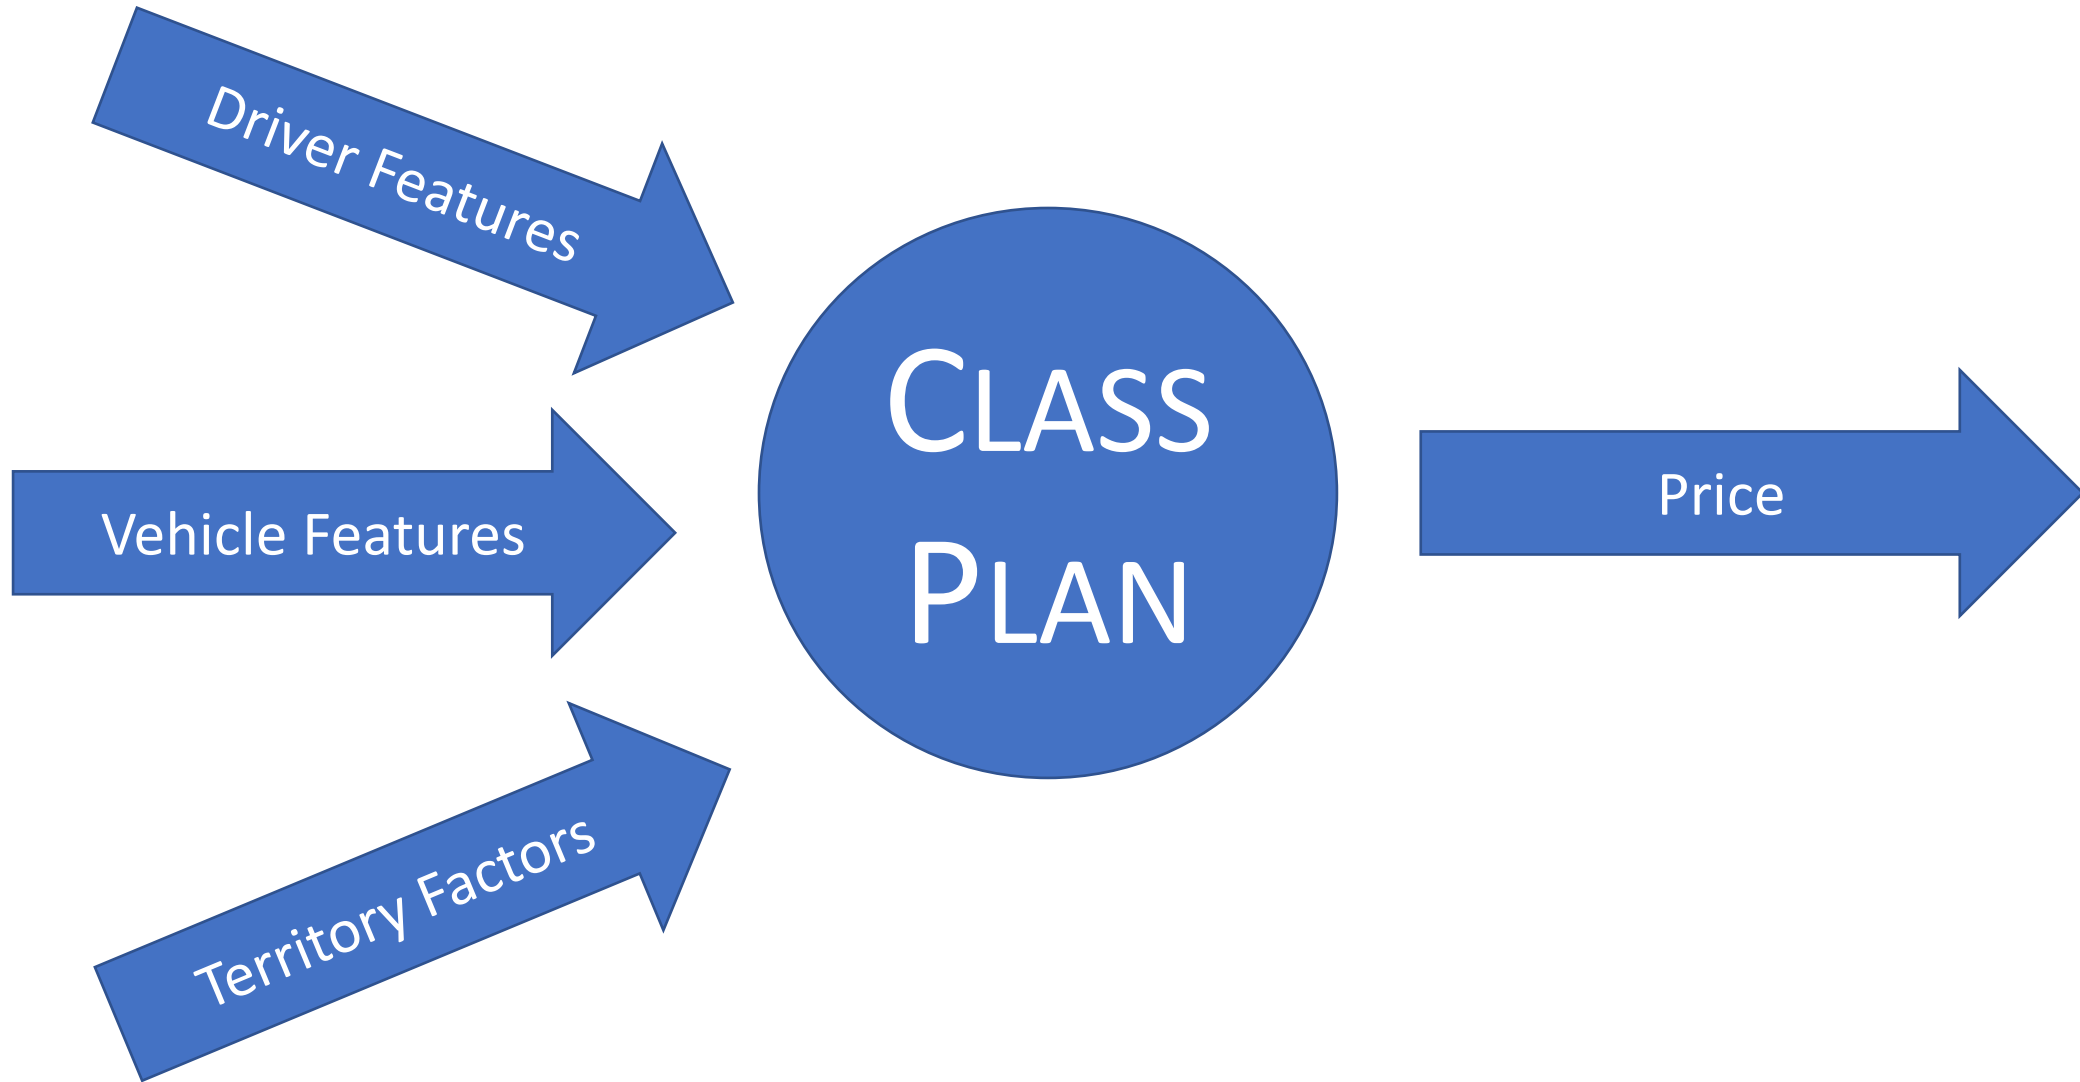 Driver Features
Vehicle Features
Territory Factors
CLASS
PLAN
Price